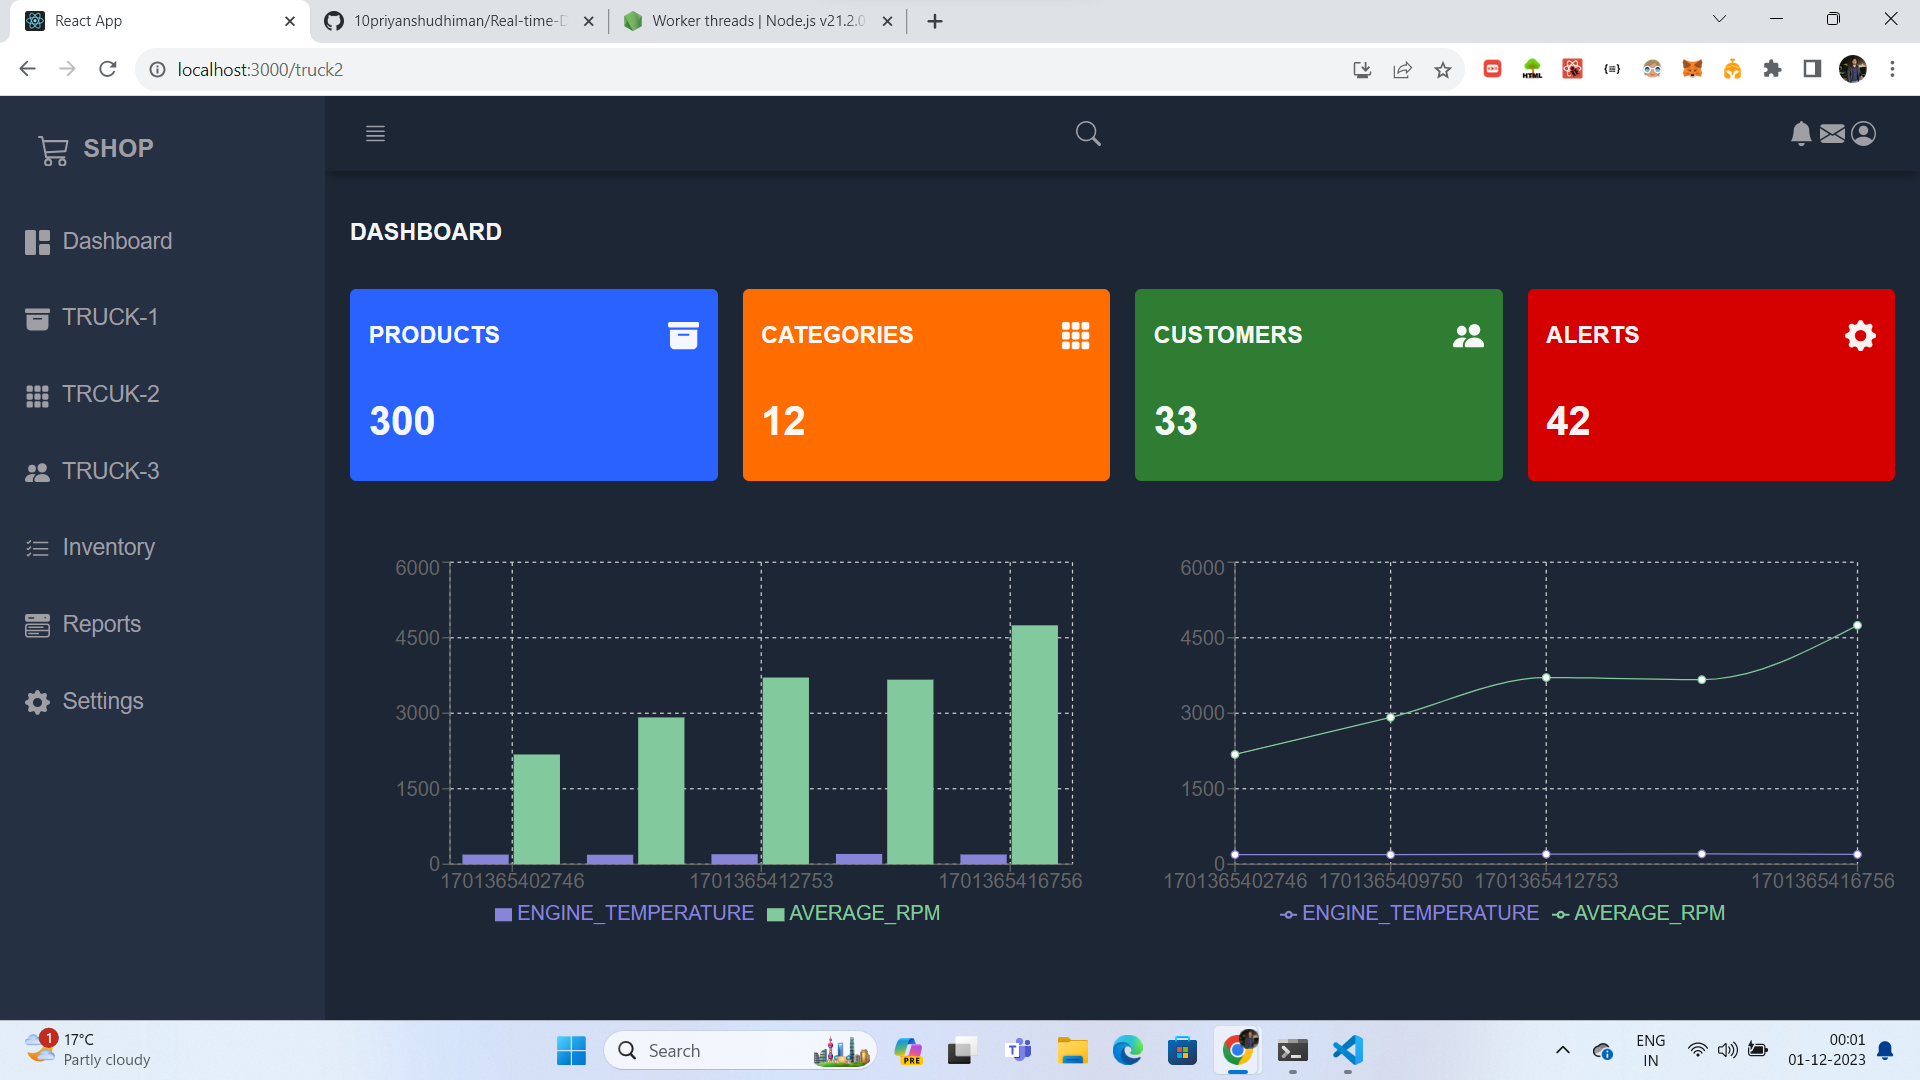 React App
10priyanshudhiman/Real-time-D
Worker threads | Node.js v21.2.0
localhost:3000/truck2
HTML
SHOP
Dashboard
TRUCK-1
TRCUK-2
TRUCK-3
Inventory
Reports
Settings
DASHBOARD
PRODUCTS
300
CATEGORIES
12
CUSTOMERS
33
ALERTS
42
6000
4500
3000
1500
0
1701365402746 1701365412753 1701365416756
ENGINE_TEMPERATURE AVERAGE_RPM
6000
4500
3000
1500
0
1701365402746 1701365409750 1701365412753 1701365416756
ENGINE_TEMPERATURE AVERAGE_RPM
1
17°C
Partly cloudy
Search
PRE
ENG
IN
00:01
01-12-2023